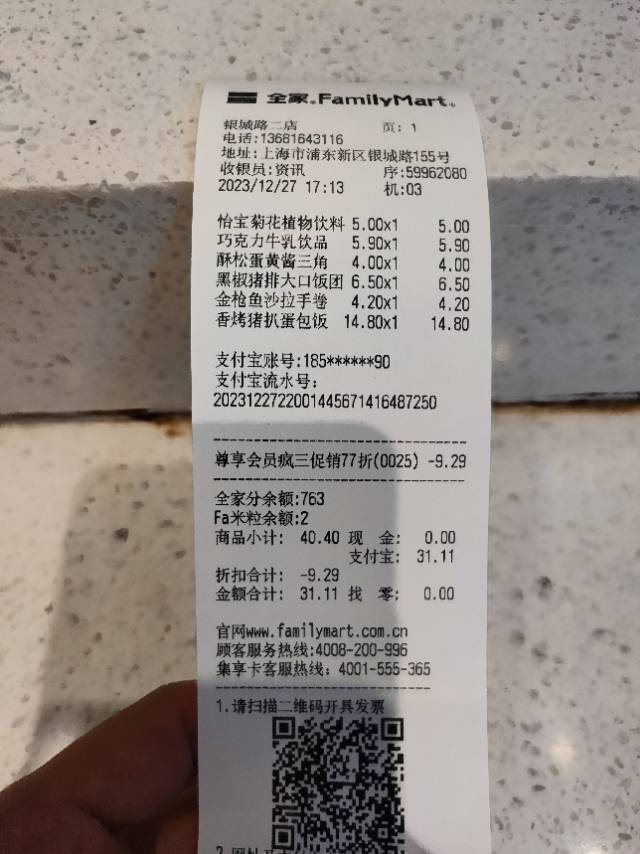 全家®FamilyMart®
银城路二店 页: 1
电话:13681643116
地址:上海市浦东新区银城路155号
收银员:资讯 序:59962080
2023/12/27 17:13 机:03
怡宝菊花植物饮料 5.00x1 5.00
巧克力牛乳饮品 5.90x1 5.90
酥松蛋黄酱三角 4.00x1 4.00
黑椒猪排大口饭团 6.50x1 6.50
金枪鱼沙拉手卷 4.20x1 4.20
香烤猪扒蛋包饭 14.80x1 14.80
支付宝账号:185******90
支付宝流水号:
2023122722001445671416487250
尊享会员疯三促销77折(0025) -9.29
全家分余额:763
Fa米粒余额:2
商品小计: 40.40 现 金: 0.00
支付宝: 31.11
折扣合计: -9.29
金额合计: 31.11 找 零: 0.00
官网www.familymart.com.cn
顾客服务热线:4008-200-996
集享卡客服热线: 4001-555-365
1.请扫描二维码开具发票